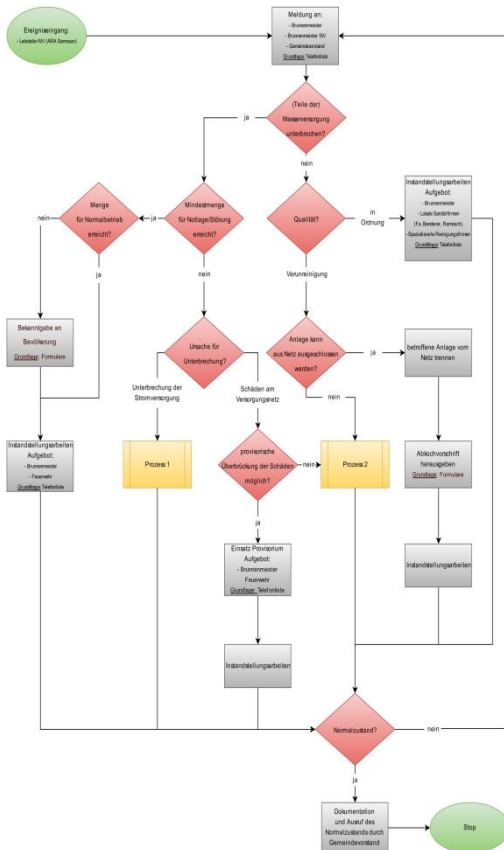 Ereigniseingang:
- Leitstelle WV (ARA Sernnsn)
Meldung an:
- Brunnenmeister
- Brunnenmeister StV
- Gemeindevorstand
Grundlage: Telefonliste
(Teile der)
Wasserversorgung
unterbrochen?
ja
nein
Menge
für Normalbetrieb
erreicht?
nein
ja
ja
Mindestmenge
für Notlage/Störung
erreicht?
nein
Qualität?
in
Ordnung
Verunreinigung
Instandstellungsarbeiten
Aufgebot:
- Brunnenmeister
- Lokale Sanitärfirmen
-Spezialisierte Reinigungsfirmen
Grundlage: Telefonliste
Bekanntgabe an
Bevölkerung
Grundlage: Formulare
Ursache für
Unterbrechung?
Unterbrechung der
Stromversorgung
Schäden am
Versorgungsnetz
Anlage kann
aus Netz ausgeschlossen
werden?
ja
nein
betroffene Anlage vom
Netz trennen
Instandstellungsarbeiten
Aufgebot:
- Brunnenmeister
- Feuerwehr
Grundlage: Telefonliste
Prozess 1
provisorische
Überbrückung der Schäden
möglich?
nein
ja
Prozess 2
Abkochvorschrift
herausgeben
Grundlage: Formulare
Einsatz Provisorium
Aufgebot:
- Brunnenmeister
Feuerwehr
Grundlage: Telefonliste
Instandstellungsarbeiten
Instandstellungsarbeiten
Normalzustand?
nein
ja
Dokumentation
und Ausruf des
Normalzustands durch
Gemeindevorstand
Stop